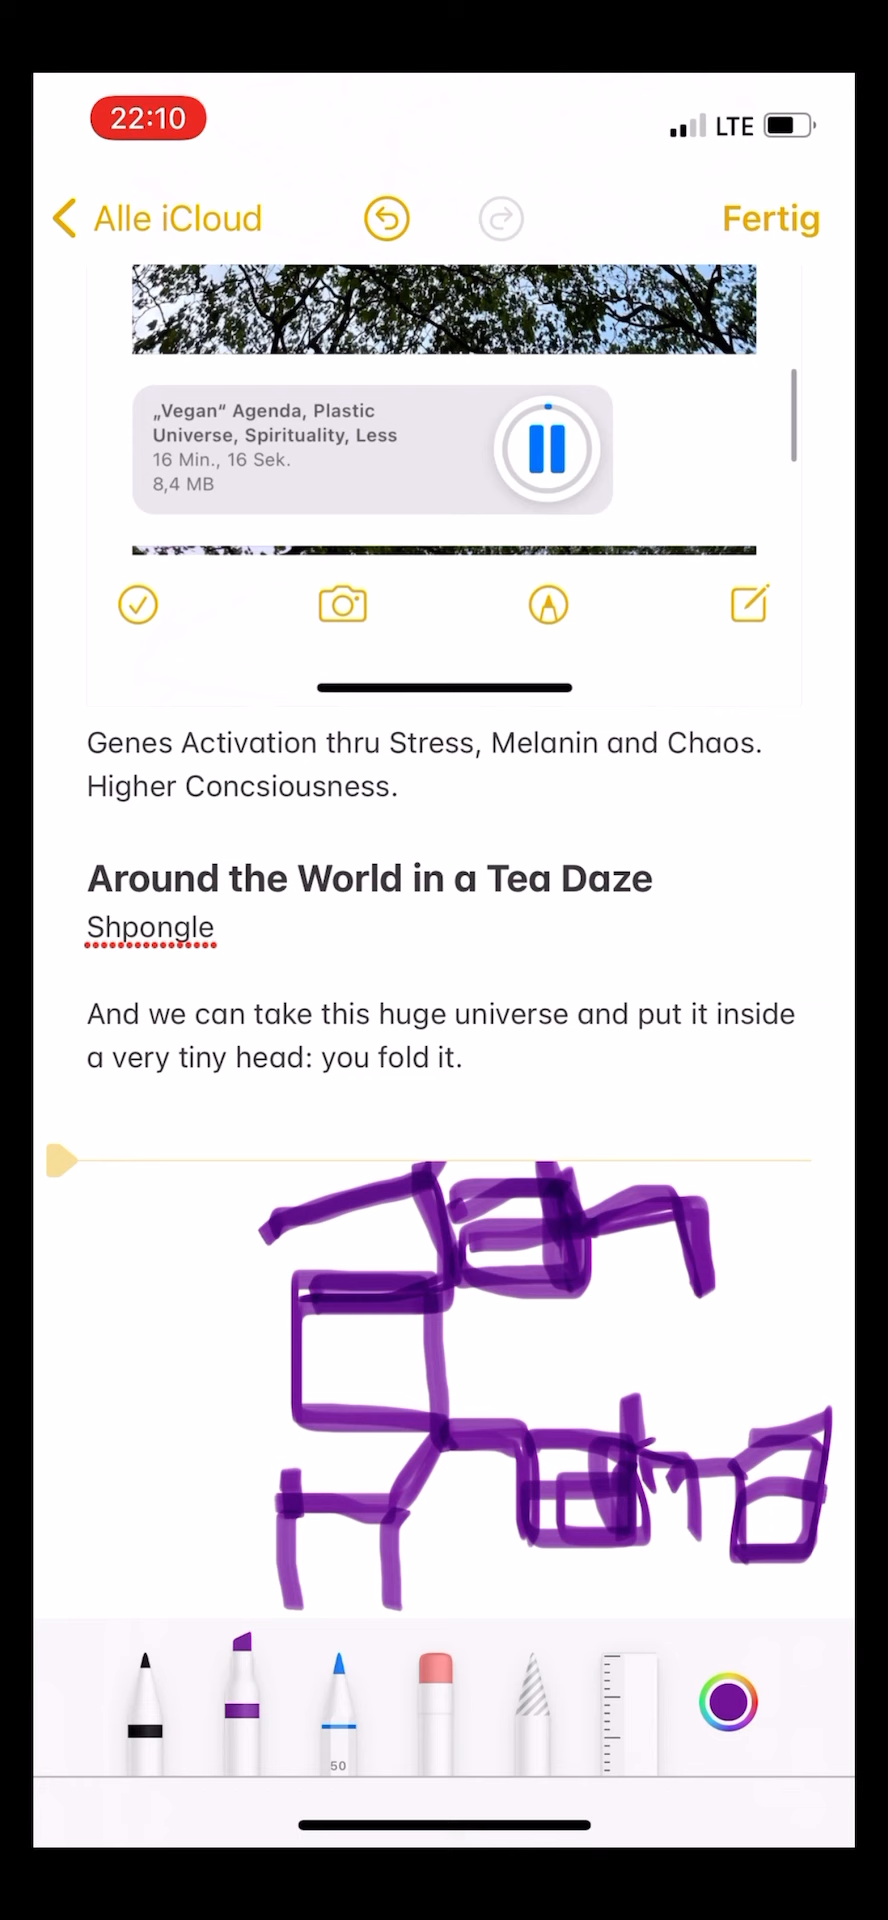 22:10
LTE
Alle iCloud
Fertig
„Vegan“ Agenda, Plastic
Universe, Spirituality, Less
16 Min., 16 Sek.
8,4 MB
Genes Activation thru Stress, Melanin and Chaos.
Higher Concsiousness.
Around the World in a Tea Daze
Shpongle
And we can take this huge universe and put it inside
a very tiny head: you fold it.
50